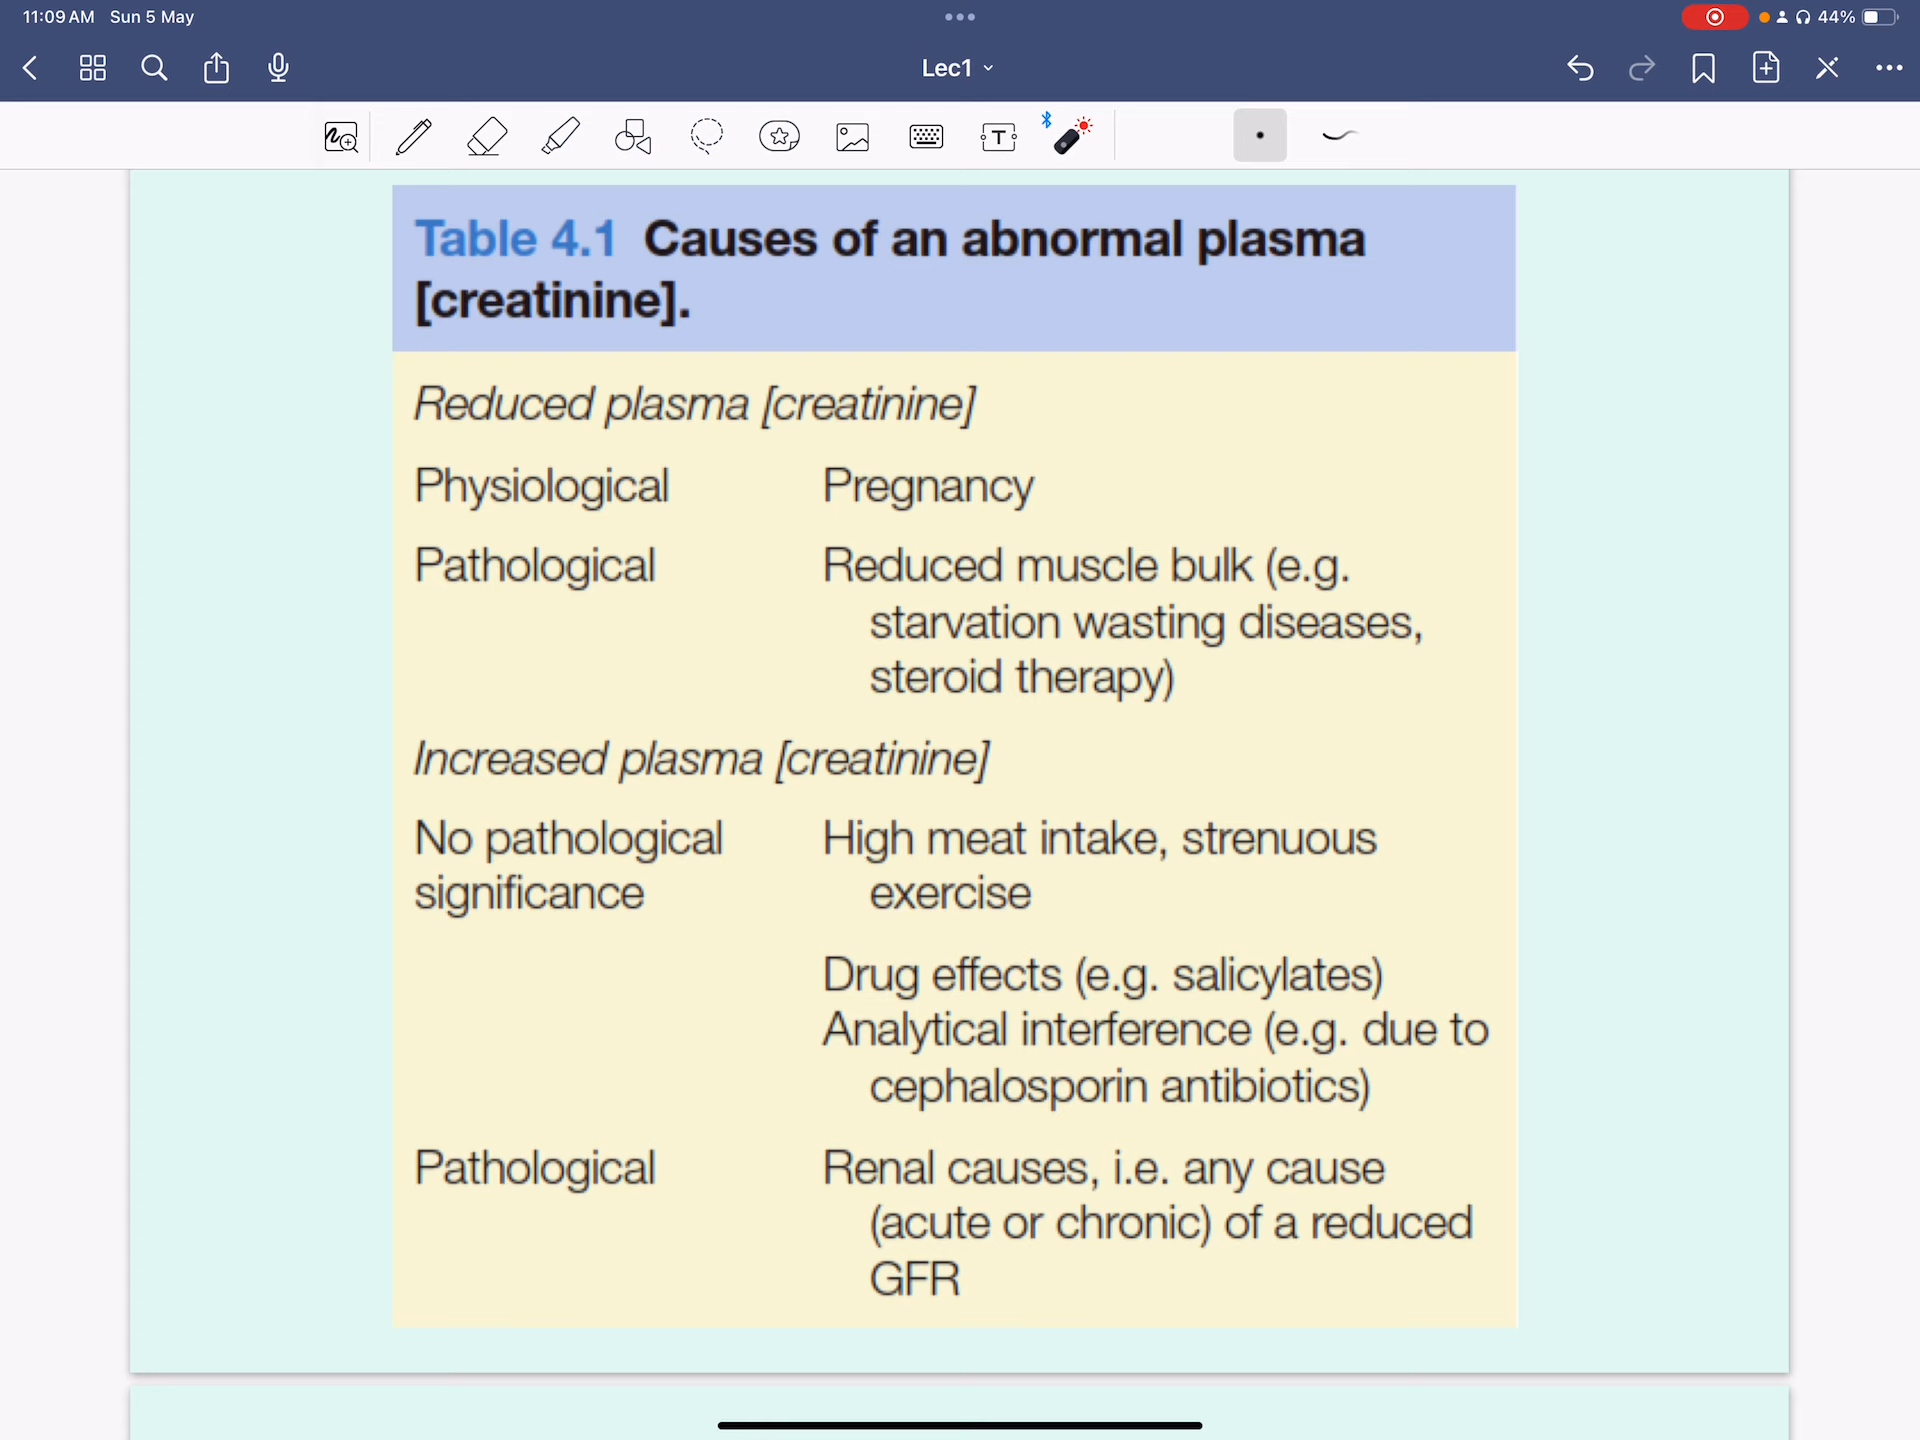 11:09 AM Sun 5 May
44%
Lec1
T
Table 4.1 Causes of an abnormal plasma
[creatinine].
Reduced plasma [creatinine]
Physiological Pregnancy
Pathological Reduced muscle bulk (e.g.
starvation wasting diseases,
steroid therapy)
Increased plasma [creatinine]
No pathological High meat intake, strenuous
significance exercise
Drug effects (e.g. salicylates)
Analytical interference (e.g. due to
cephalosporin antibiotics)
Pathological Renal causes, i.e. any cause
(acute or chronic) of a reduced
GFR